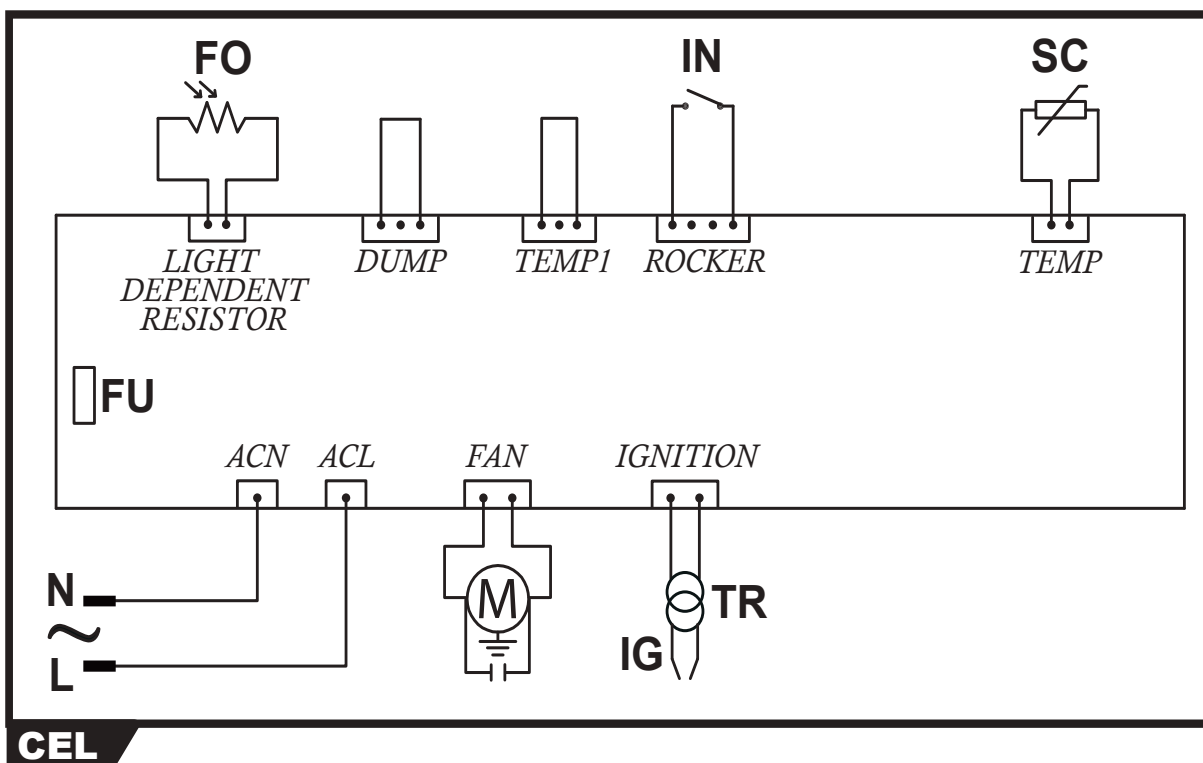 FO
IN
SC
LIGHT
DEPENDENT
RESISTOR
DUMP
TEMP1
ROCKER
TEMP
FU
ACN
ACL
FAN
IGNITION
N
~
L
M
TR
IG
CEL